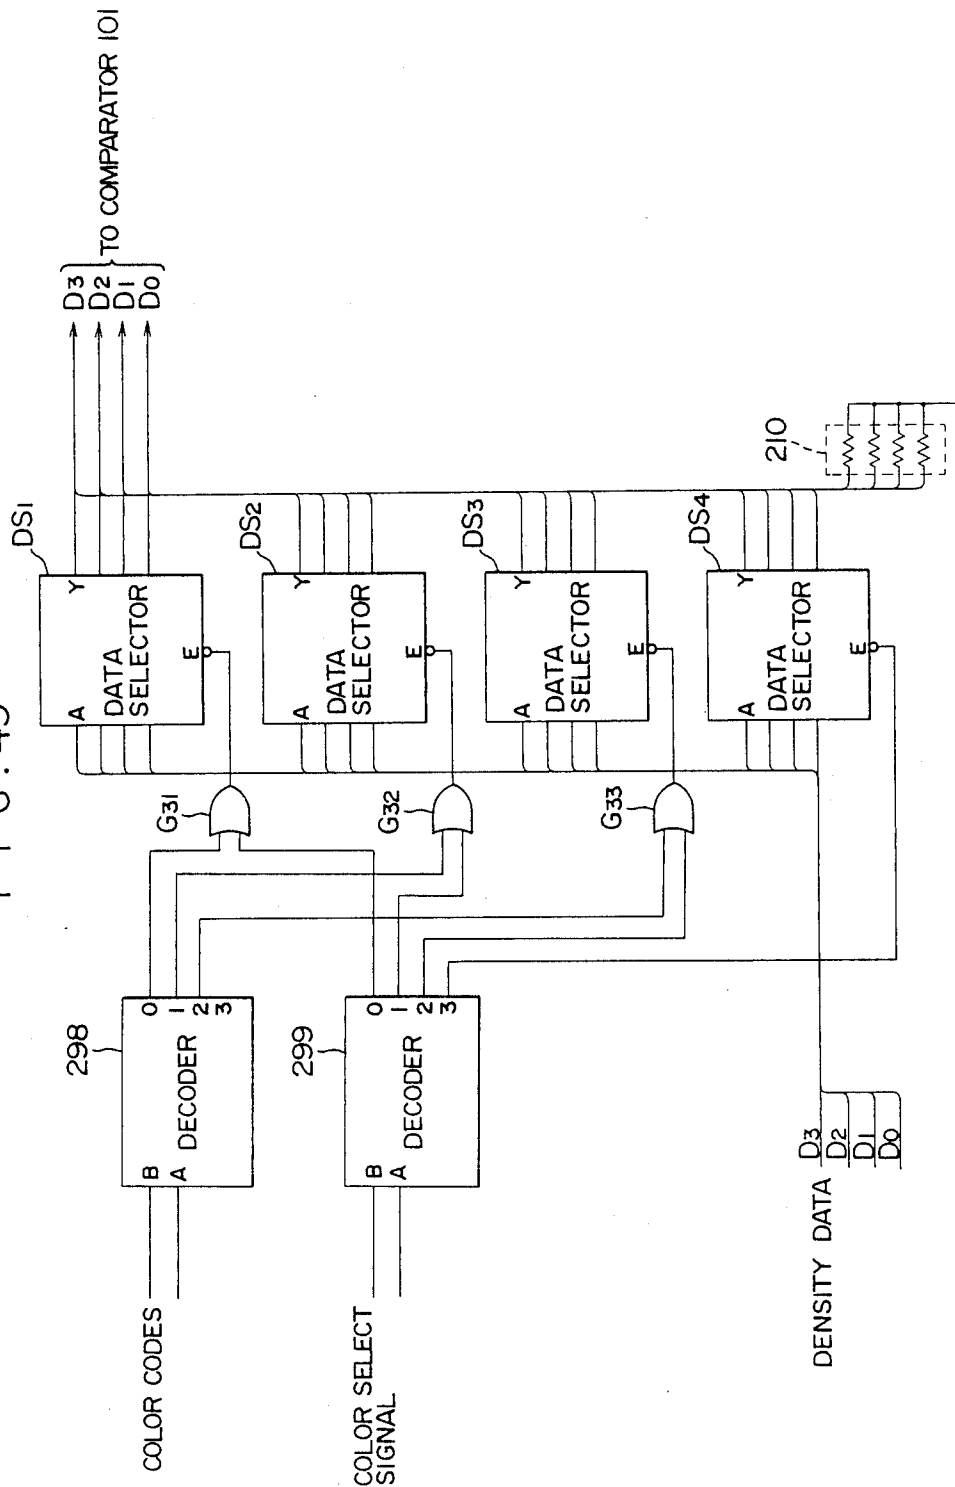 COLOR CODES
COLOR SELECT
SIGNAL
DENSITY DATA
D3
D2
D1
D0
298
B
A
DECODER
0
1
2
3
299
B
A
DECODER
0
1
2
3
G31
G32
G33
DS1
A
Y
DATA
SELECTOR
E
DS2
A
Y
DATA
SELECTOR
E
DS3
A
Y
DATA
SELECTOR
E
DS4
A
Y
DATA
SELECTOR
E
210
D3
D2
D1
D0
TO COMPARATOR 101